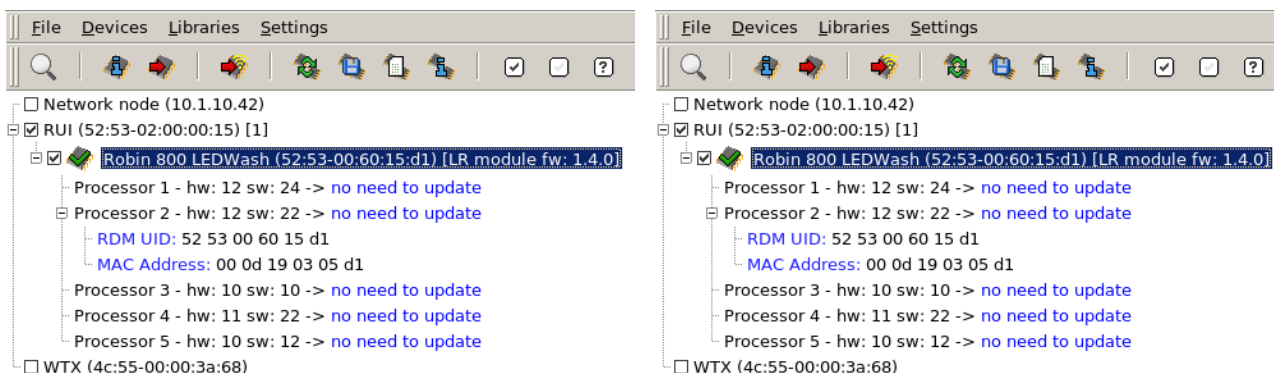 File Devices Libraries Settings
Network node (10.1.10.42)
RUI (52:53-02:00:00:15) [1]
Robin 800 LEDWash (52:53-00:60:15:d1) [LR module fw: 1.4.0]
Processor 1 - hw: 12 sw: 24 -> no need to update
Processor 2 - hw: 12 sw: 22 -> no need to update
RDM UID: 52 53 00 60 15 d1
MAC Address: 00 0d 19 03 05 d1
Processor 3 - hw: 10 sw: 10 -> no need to update
Processor 4 - hw: 11 sw: 22 -> no need to update
Processor 5 - hw: 10 sw: 12 -> no need to update
WTX (4c:55-00:00:3a:68)
File Devices Libraries Settings
Network node (10.1.10.42)
RUI (52:53-02:00:00:15) [1]
Robin 800 LEDWash (52:53-00:60:15:d1) [LR module fw: 1.4.0]
Processor 1 - hw: 12 sw: 24 -> no need to update
Processor 2 - hw: 12 sw: 22 -> no need to update
RDM UID: 52 53 00 60 15 d1
MAC Address: 00 0d 19 03 05 d1
Processor 3 - hw: 10 sw: 10 -> no need to update
Processor 4 - hw: 11 sw: 22 -> no need to update
Processor 5 - hw: 10 sw: 12 -> no need to update
WTX (4c:55-00:00:3a:68)